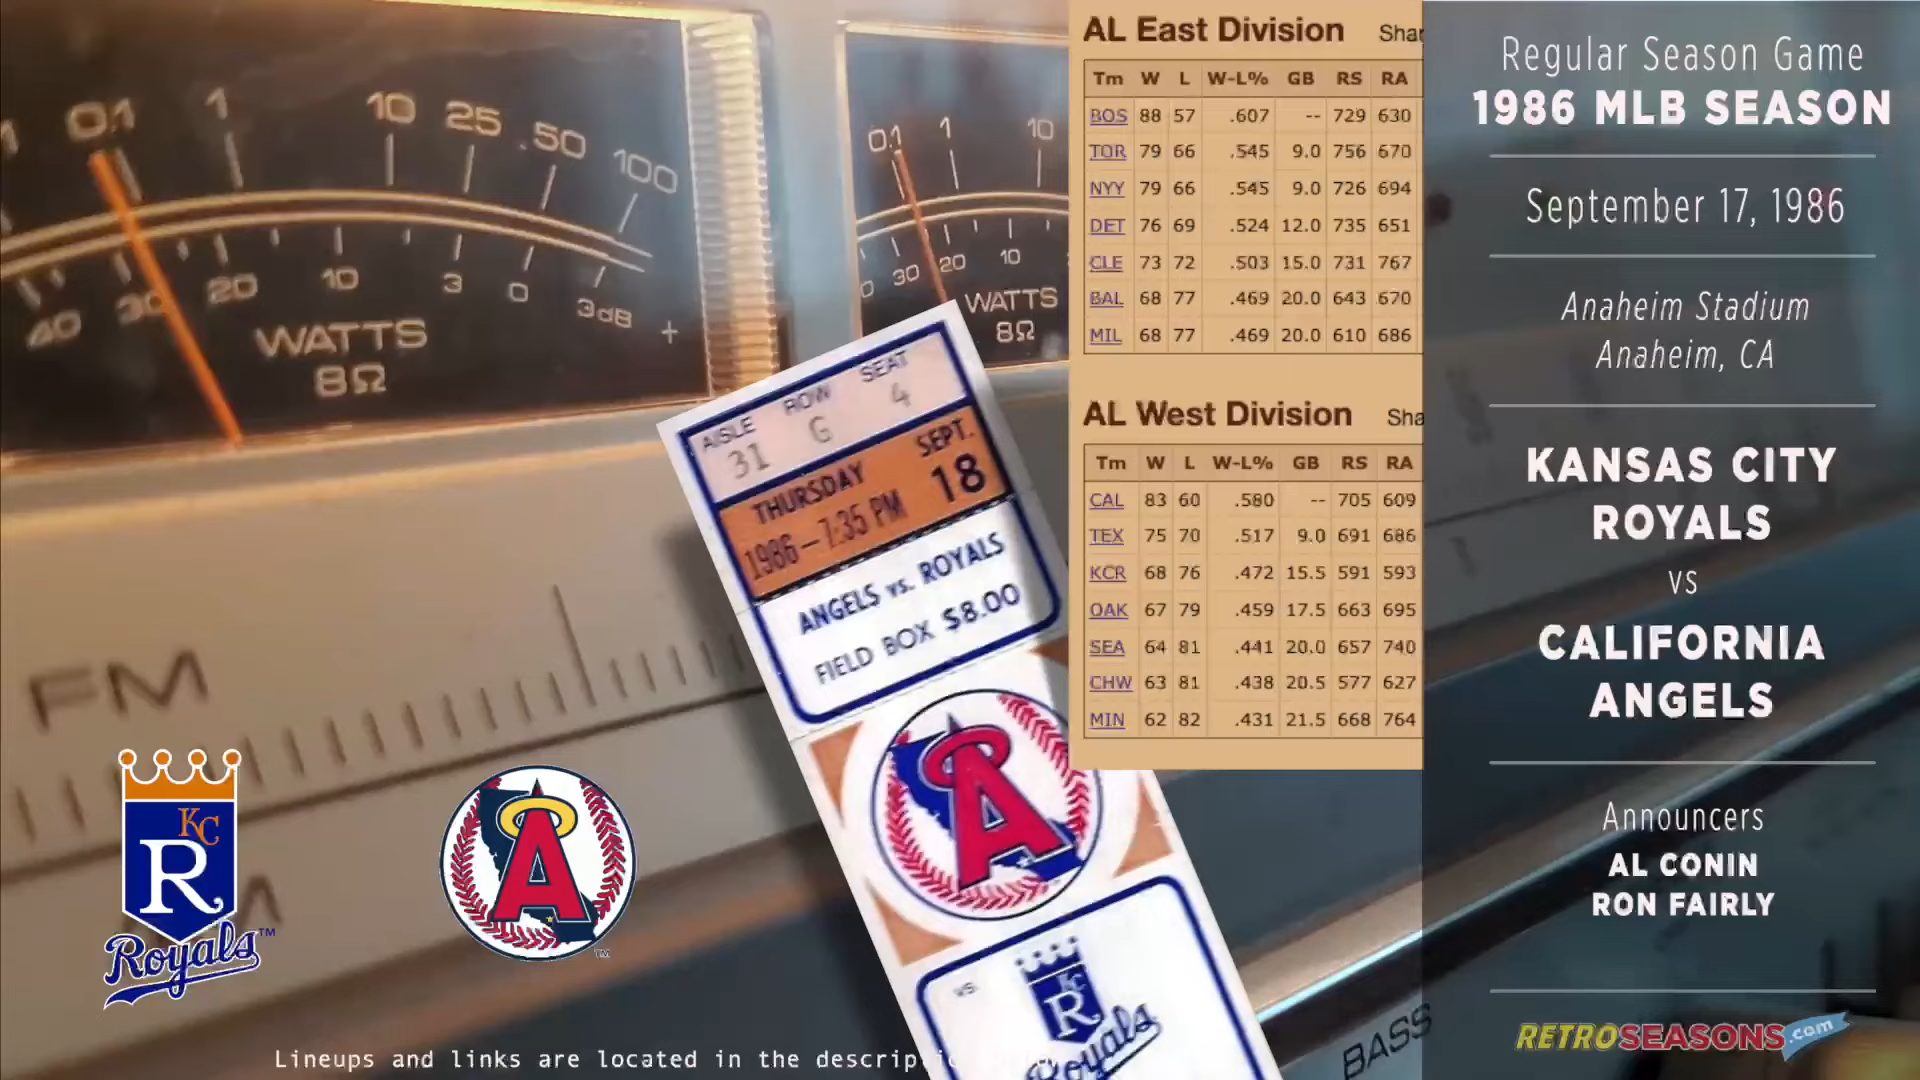 0.1 1 10 25 .50 100
40 30 20 10 3 0 3dB +
WATTS
8Ω
0.1 1 10
0 30 20 10
WATTS
8Ω
FM
AISLE ROW SEAT
31 G 4
THURSDAY SEPT.
1986–7:35 PM 18
ANGELS vs. ROYALS
FIELD BOX $8.00
A
VS.
KC
R
Royals
BASS
KC
R
Royals™
A
™
AL East Division
Tm W L W-L% GB RS RA
BOS 88 57 .607 -- 729 630
TOR 79 66 .545 9.0 756 670
NYY 79 66 .545 9.0 726 694
DET 76 69 .524 12.0 735 651
CLE 73 72 .503 15.0 731 767
BAL 68 77 .469 20.0 643 670
MIL 68 77 .469 20.0 610 686
AL West Division
Tm W L W-L% GB RS RA
CAL 83 60 .580 -- 705 609
TEX 75 70 .517 9.0 691 686
KCR 68 76 .472 15.5 591 593
OAK 67 79 .459 17.5 663 695
SEA 64 81 .441 20.0 657 740
CHW 63 81 .438 20.5 577 627
MIN 62 82 .431 21.5 668 764
Regular Season Game
1986 MLB SEASON
September 17, 1986
Anaheim Stadium
Anaheim, CA
KANSAS CITY
ROYALS
VS
CALIFORNIA
ANGELS
Announcers
AL CONIN
RON FAIRLY
RETROSEASONS.com
Lineups and links are located in the descrip